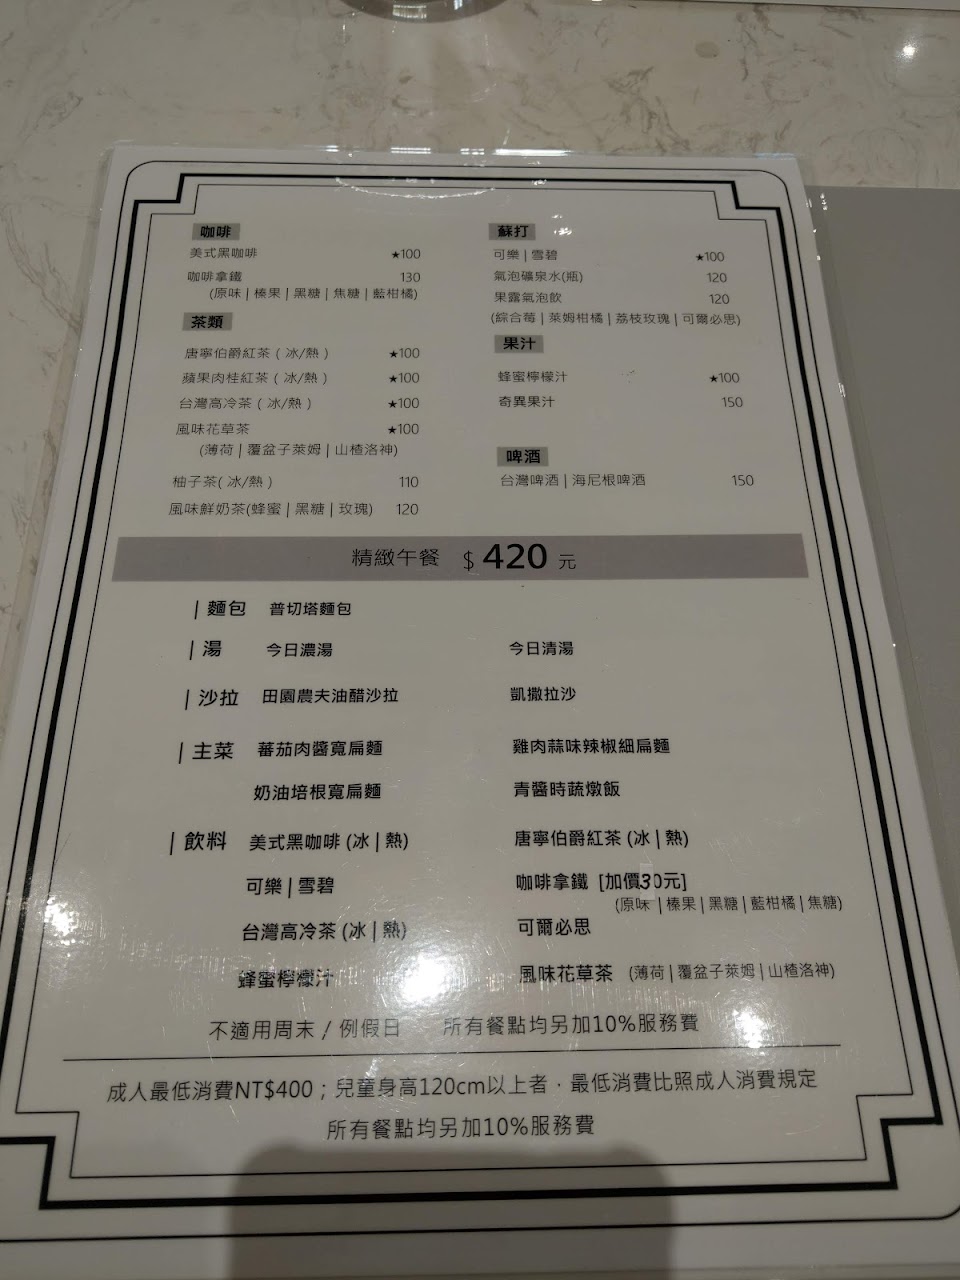 咖啡
美式黑咖啡 ★100
咖啡拿鐵 130
(原味 | 榛果 | 黑糖 | 焦糖 | 藍柑橘)
茶類
唐寧伯爵紅茶 ( 冰/熱 ) ★100
蘋果肉桂紅茶 ( 冰/熱 ) ★100
台灣高冷茶 ( 冰/熱 ) ★100
風味花草茶 ★100
(薄荷 | 覆盆子萊姆 | 山楂洛神)
柚子茶( 冰/熱 ) 110
風味鮮奶茶(蜂蜜 | 黑糖 | 玫瑰) 120
蘇打
可樂 | 雪碧 ★100
氣泡礦泉水(瓶) 120
果露氣泡飲 120
(綜合莓 | 萊姆柑橘 | 荔枝玫瑰 | 可爾必思)
果汁
蜂蜜檸檬汁 ★100
奇異果汁 150
啤酒
台灣啤酒 | 海尼根啤酒 150
精緻午餐 $ 420 元
| 麵包 普切塔麵包
| 湯 今日濃湯 今日清湯
| 沙拉 田園農夫油醋沙拉 凱撒拉沙
| 主菜 蕃茄肉醬寬扁麵 雞肉蒜味辣椒細扁麵
奶油培根寬扁麵 青醬時蔬燉飯
| 飲料 美式黑咖啡 (冰 | 熱) 唐寧伯爵紅茶 (冰 | 熱)
可樂 | 雪碧 咖啡拿鐵 [加價30元]
(原味 | 榛果 | 黑糖 | 藍柑橘 | 焦糖)
台灣高冷茶 (冰 | 熱) 可爾必思
蜂蜜檸檬汁 風味花草茶 (薄荷 | 覆盆子萊姆 | 山楂洛神)
不適用周末 / 例假日 所有餐點均另加10%服務費
成人最低消費NT$400；兒童身高120cm以上者，最低消費比照成人消費規定
所有餐點均另加10%服務費